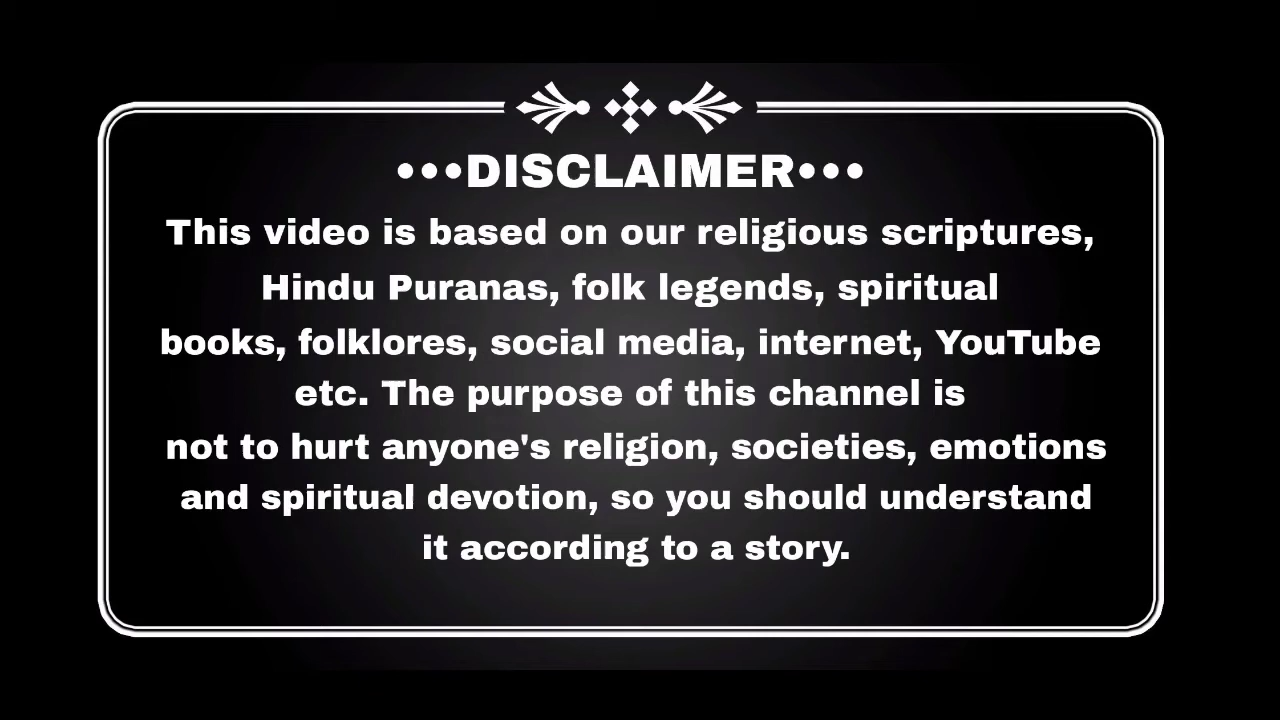 •••DISCLAIMER•••
This video is based on our religious scriptures,
Hindu Puranas, folk legends, spiritual
books, folklores, social media, internet, YouTube
etc. The purpose of this channel is
not to hurt anyone's religion, societies, emotions
and spiritual devotion, so you should understand
it according to a story.